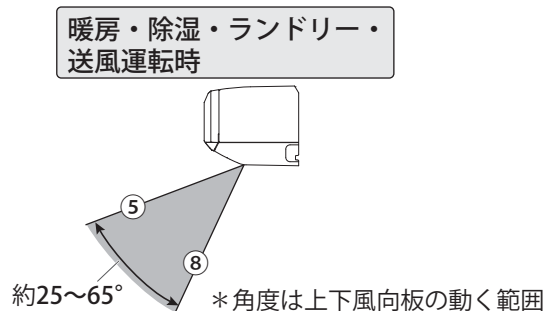 暖房・除湿・ランドリー・
送風運転時
⑤
⑧
約25～65°
＊角度は上下風向板の動く範囲